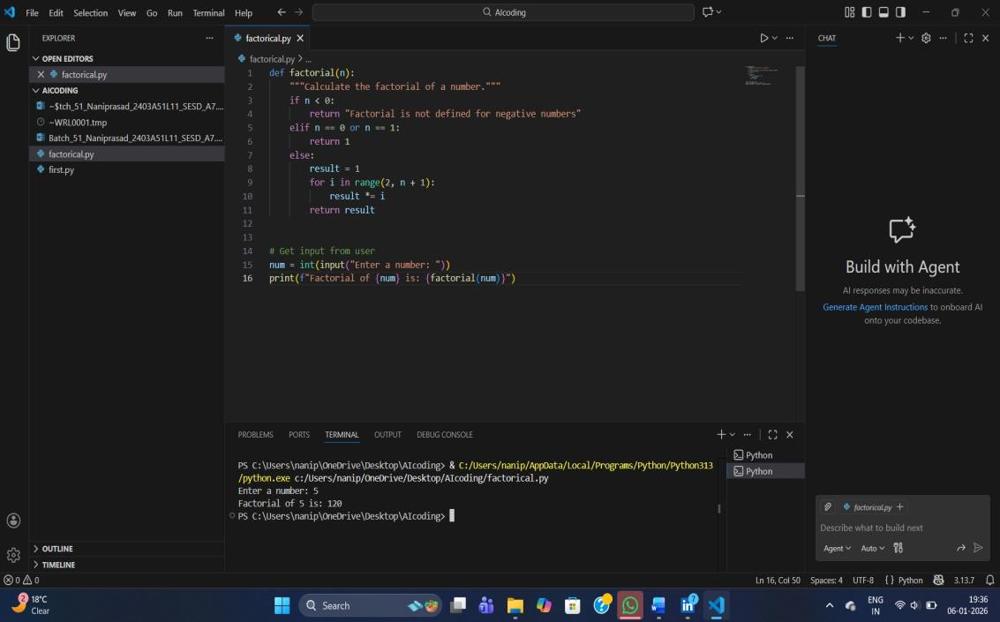 File Edit Selection View Go Run Terminal Help
AIcoding
EXPLORER
OPEN EDITORS
factorical.py
AICODING
~$tch_51_Naniprasad_2403A51L11_SESD_A7....
~WRL0001.tmp
Batch_51_Naniprasad_2403A51L11_SESD_A7....
factorical.py
first.py
OUTLINE
TIMELINE
factorical.py
factorical.py > ...
1 def factorial(n):
2 """Calculate the factorial of a number."""
3 if n < 0:
4 return "Factorial is not defined for negative numbers"
5 elif n == 0 or n == 1:
6 return 1
7 else:
8 result = 1
9 for i in range(2, n + 1):
10 result *= i
11 return result
12
13
14 # Get input from user
15 num = int(input("Enter a number: "))
16 print(f"Factorial of {num} is: {factorial(num)}")
PROBLEMS PORTS TERMINAL OUTPUT DEBUG CONSOLE
PS C:\Users\nanip\OneDrive\Desktop\AIcoding> & C:/Users/nanip/AppData/Local/Programs/Python/Python313
/python.exe c:/Users/nanip/OneDrive/Desktop/AIcoding/factorical.py
Enter a number: 5
Factorial of 5 is: 120
PS C:\Users\nanip\OneDrive\Desktop\AIcoding>
Python
Python
CHAT
Build with Agent
AI responses may be inaccurate.
Generate Agent Instructions to onboard AI
onto your codebase.
factorical.py
Describe what to build next
Agent Auto
0 0
Ln 16, Col 50 Spaces: 4 UTF-8 {} Python 3.13.7
2
18°C
Clear
Search
7
ENG
IN
19:36
06-01-2026